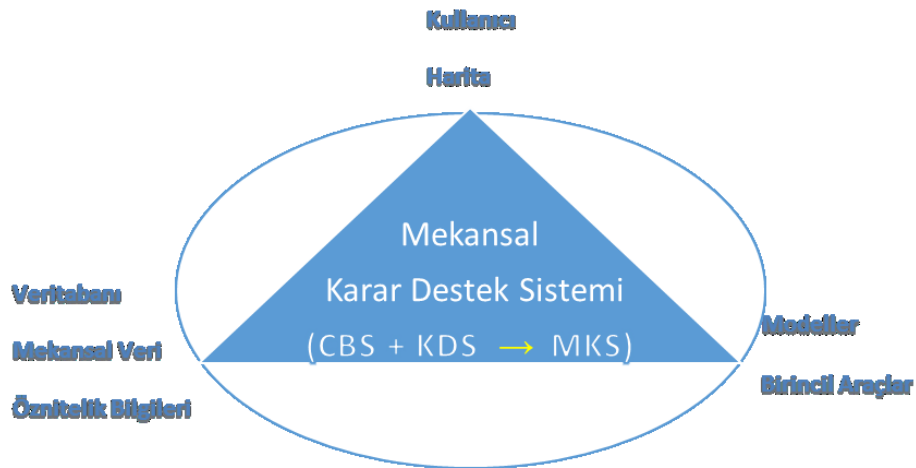 Kullanıcı
Harita
Mekansal
Karar Destek Sistemi
(CBS + KDS → MKS)
Veritabanı
Mekansal Veri
Öznitelik Bilgileri
Modeller
Birincil Araçlar